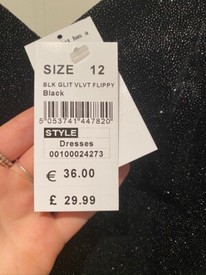 SIZE 12
BLK GLIT VLVT FLIPPY
Black
5 053741 447820
STYLE
Dresses
00100024273
€ 36.00
£ 29.99